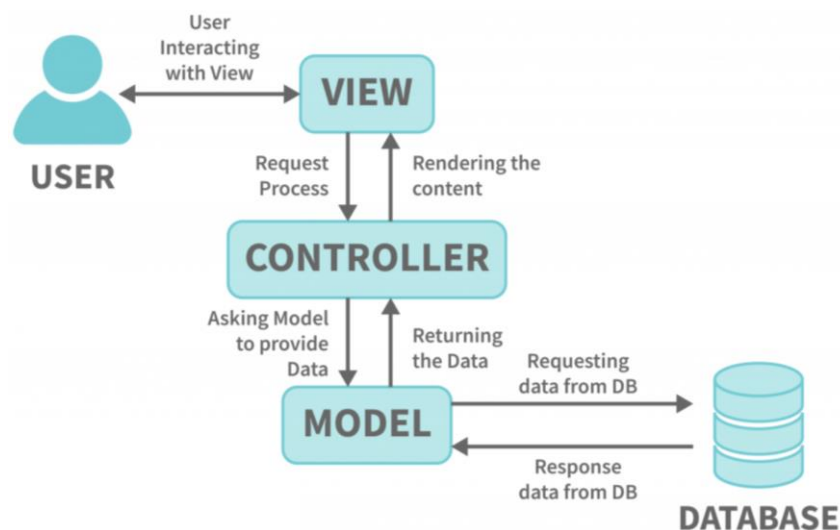 User
Interacting
with View
VIEW
USER
Request
Process
Rendering the
content
CONTROLLER
Asking Model
to provide
Data
Returning
the Data
Requesting
data from DB
MODEL
Response
data from DB
DATABASE